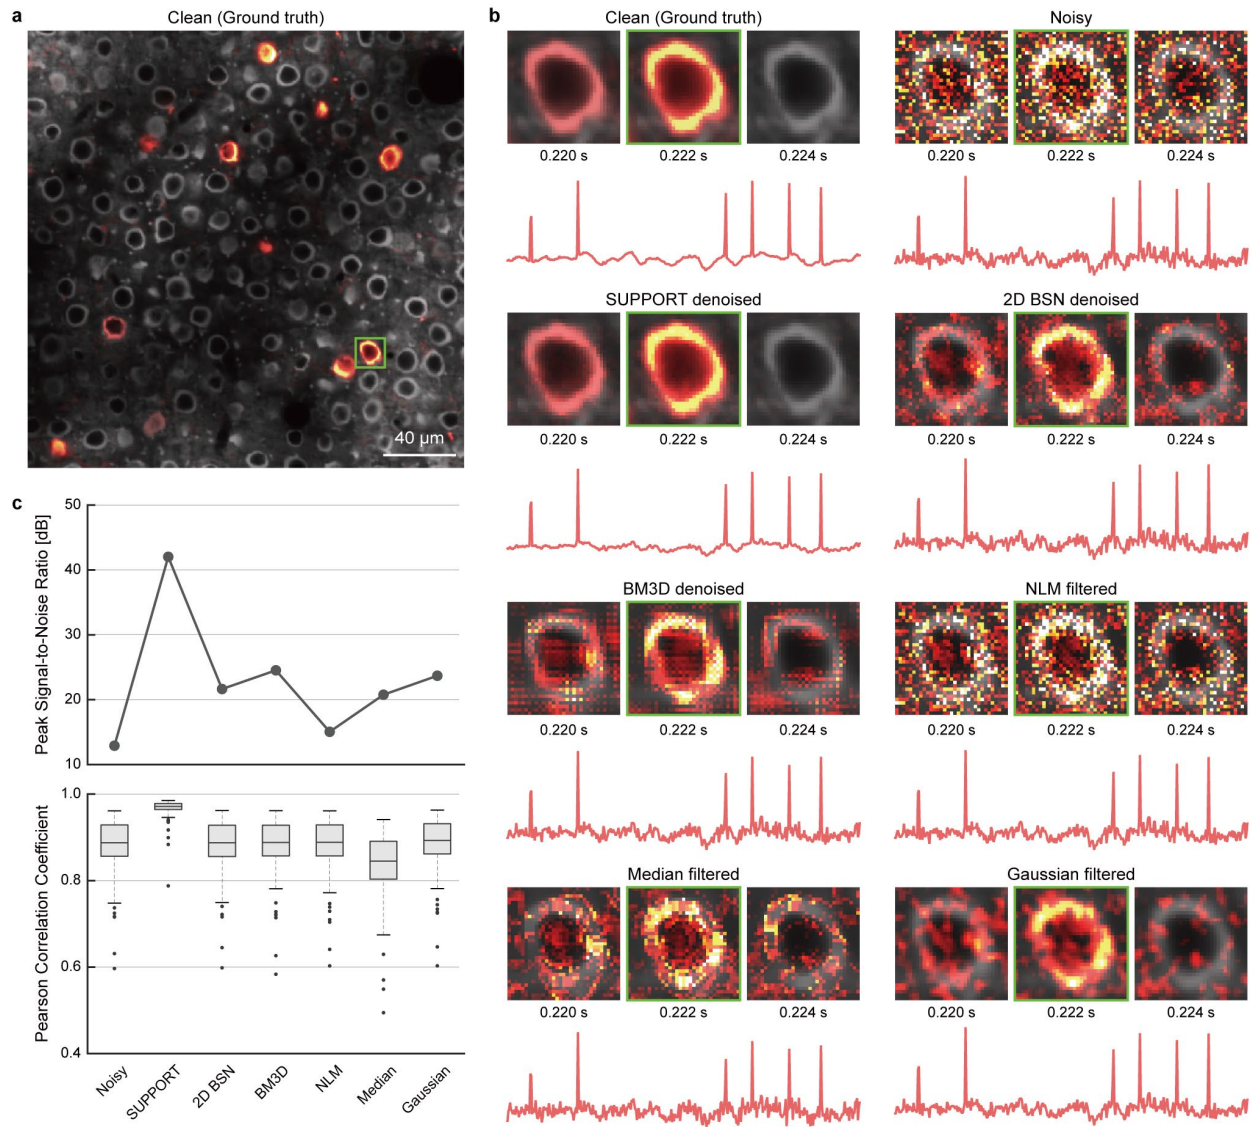 a
Clean (Ground truth)
40 µm
b
Clean (Ground truth)
0.220 s
0.222 s
0.224 s
Noisy
0.220 s
0.222 s
0.224 s
SUPPORT denoised
0.220 s
0.222 s
0.224 s
2D BSN denoised
0.220 s
0.222 s
0.224 s
BM3D denoised
0.220 s
0.222 s
0.224 s
NLM filtered
0.220 s
0.222 s
0.224 s
Median filtered
0.220 s
0.222 s
0.224 s
Gaussian filtered
0.220 s
0.222 s
0.224 s
c
Peak Signal-to-Noise Ratio [dB]
50
40
30
20
10
Pearson Correlation Coefficient
1.0
0.8
0.6
0.4
Noisy
SUPPORT
2D BSN
BM3D
NLM
Median
Gaussian